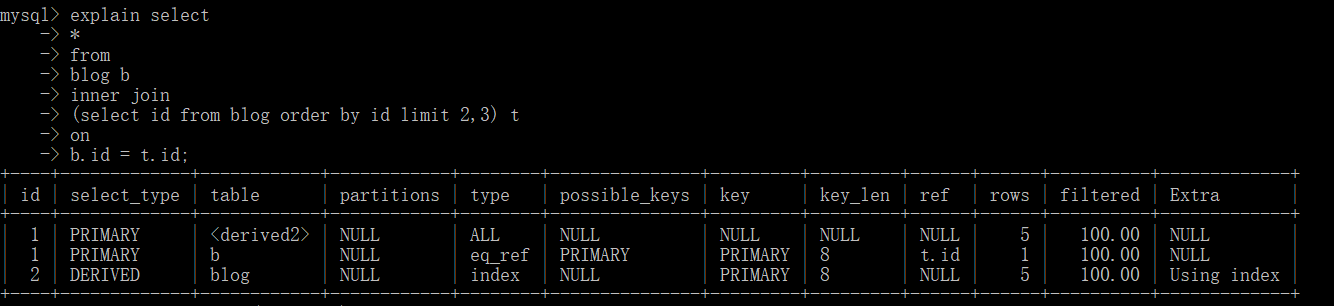 mysql> explain select
    -> *
    -> from
    -> blog b
    -> inner join
    -> (select id from blog order by id limit 2,3) t
    -> on
    -> b.id = t.id;
+----+-------------+------------+------------+--------+---------------+---------+---------+------+------+----------+-------------+
| id | select_type | table      | partitions | type   | possible_keys | key     | key_len | ref  | rows | filtered | Extra       |
+----+-------------+------------+------------+--------+---------------+---------+---------+------+------+----------+-------------+
|  1 | PRIMARY     | <derived2> | NULL       | ALL    | NULL          | NULL    | NULL    | NULL |    5 |   100.00 | NULL        |
|  1 | PRIMARY     | b          | NULL       | eq_ref | PRIMARY       | PRIMARY | 8       | t.id |    1 |   100.00 | NULL        |
|  2 | DERIVED     | blog       | NULL       | index  | NULL          | PRIMARY | 8       | NULL |    5 |   100.00 | Using index |
+----+-------------+------------+------------+--------+---------------+---------+---------+------+------+----------+-------------+